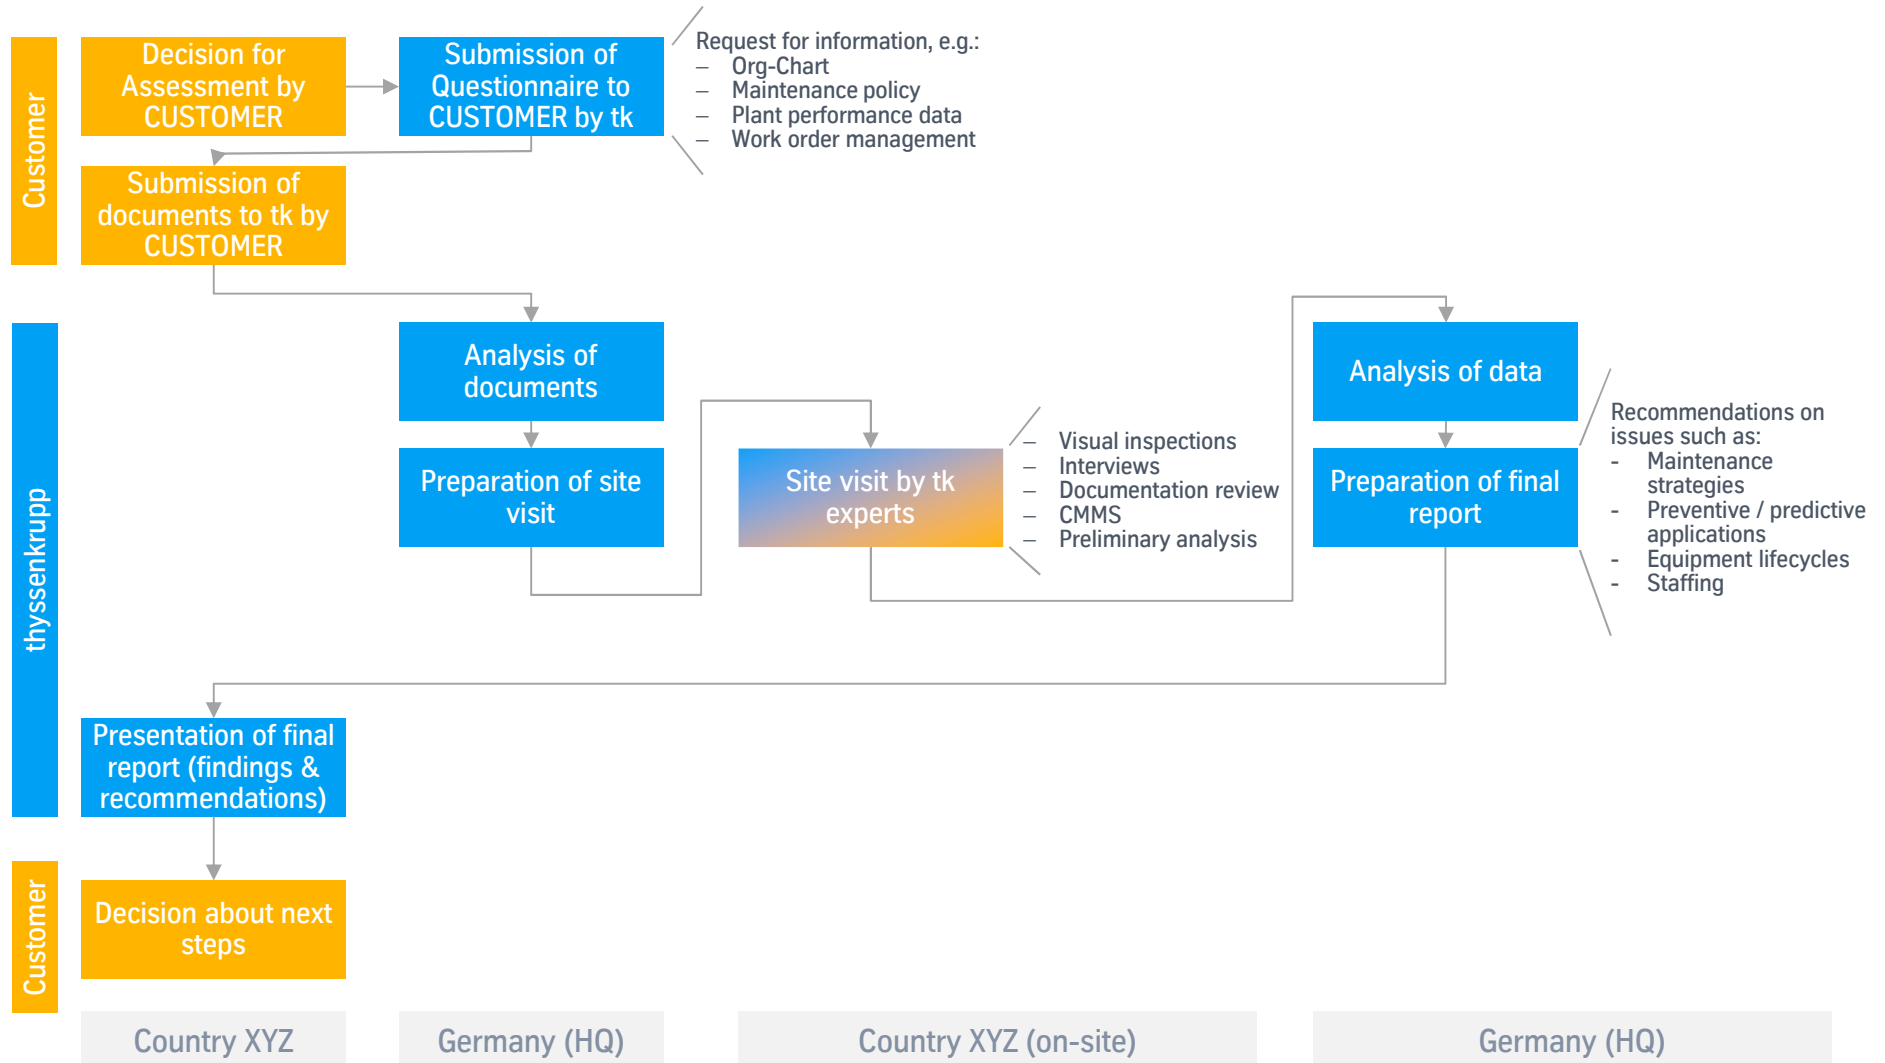 Customer
Decision for
Assessment by
CUSTOMER
Submission of
Questionnaire to
CUSTOMER by tk
Request for information, e.g.:
– Org-Chart
– Maintenance policy
– Plant performance data
– Work order management
Submission of
documents to tk by
CUSTOMER
thyssenkrupp
Analysis of
documents
Preparation of site
visit
Site visit by tk
experts
– Visual inspections
– Interviews
– Documentation review
– CMMS
– Preliminary analysis
Analysis of data
Preparation of final
report
Recommendations on
issues such as:
- Maintenance
strategies
- Preventive / predictive
applications
- Equipment lifecycles
- Staffing
Presentation of final
report (findings &
recommendations)
Customer
Decision about next
steps
Country XYZ
Germany (HQ)
Country XYZ (on-site)
Germany (HQ)